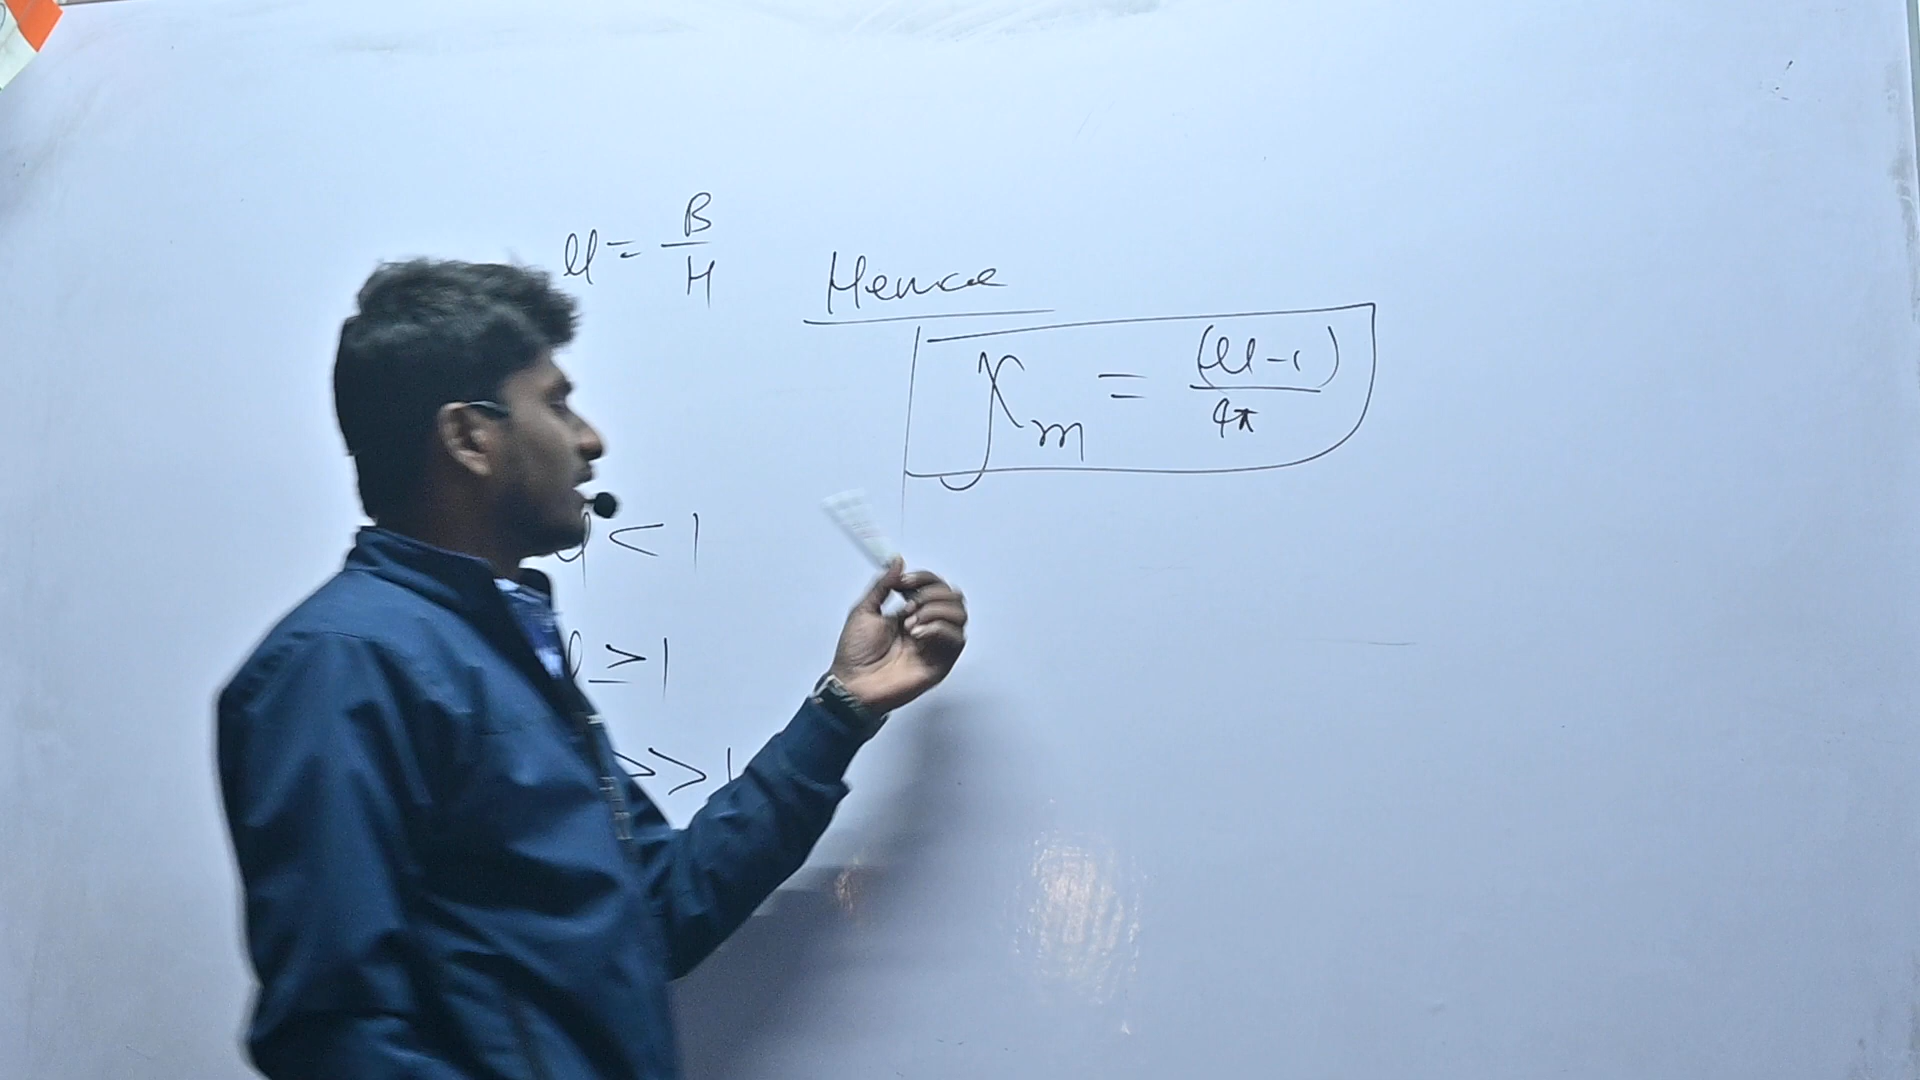 μ = B/H
Hence
χm = (μ-1)/4π
μ < 1
≥ 1
>> 1